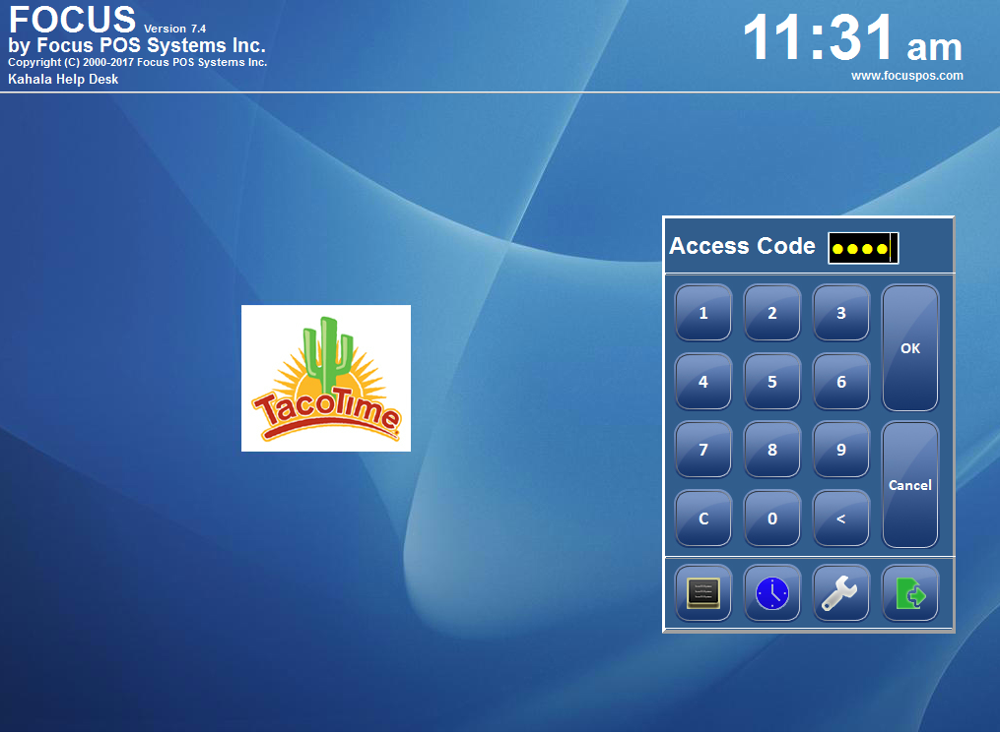 FOCUS Version 7.4
by Focus POS Systems Inc.
Copyright (C) 2000-2017 Focus POS Systems Inc.
Kahala Help Desk
11:31 am
www.focuspos.com
Access Code ●●●●
1 2 3 OK
4 5 6
7 8 9 Cancel
C 0 <
TacoTime